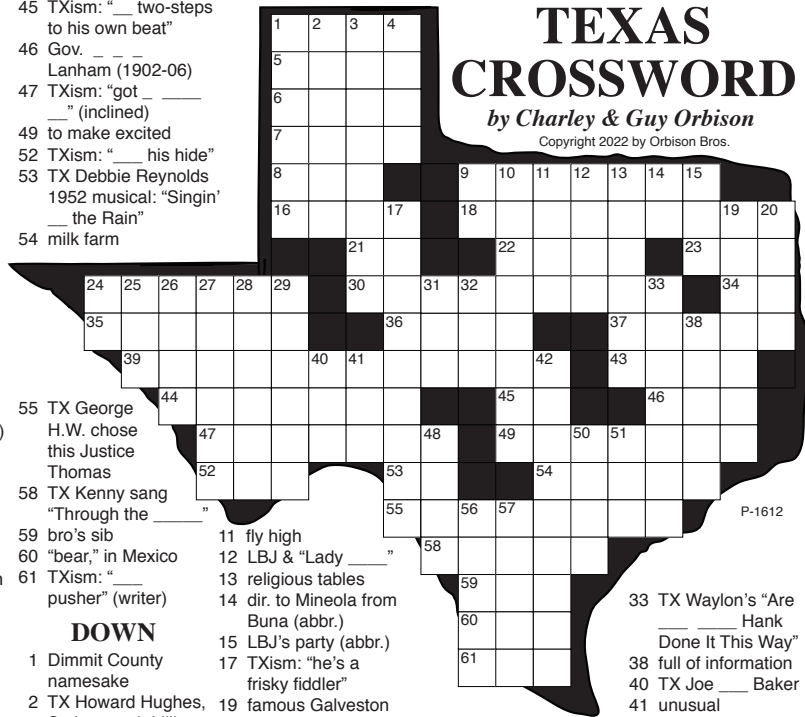 45 TXism: “__ two-steps
to his own beat”
46 Gov. _ _ _
Lanham (1902-06)
47 TXism: “got _ ____
__” (inclined)
49 to make excited
52 TXism: “___ his hide”
53 TX Debbie Reynolds
1952 musical: “Singin’
__ the Rain”
54 milk farm
TEXAS
CROSSWORD
by Charley & Guy Orbison
Copyright 2022 by Orbison Bros.
1 2 3 4
5
6
7
8 9 10 11 12 13 14 15
16 17 18 19 20
21 22 23
24 25 26 27 28 29 30 31 32 33 34
35 36 37 38
39 40 41 42 43
44 45 46
47 48 49 50 51
52 53 54
55 56 57
58
59
60
61
P-1612
55 TX George
H.W. chose
this Justice
Thomas
58 TX Kenny sang
“Through the _____”
59 bro’s sib
60 “bear,” in Mexico
61 TXism: “___
pusher” (writer)
DOWN
1 Dimmit County
namesake
2 TX Howard Hughes,
11 fly high
12 LBJ & “Lady ____”
13 religious tables
14 dir. to Mineola from
Buna (abbr.)
15 LBJ’s party (abbr.)
17 TXism: “he’s a
frisky fiddler”
19 famous Galveston
33 TX Waylon’s “Are
___ ____ Hank
Done It This Way”
38 full of information
40 TX Joe ___ Baker
41 unusual